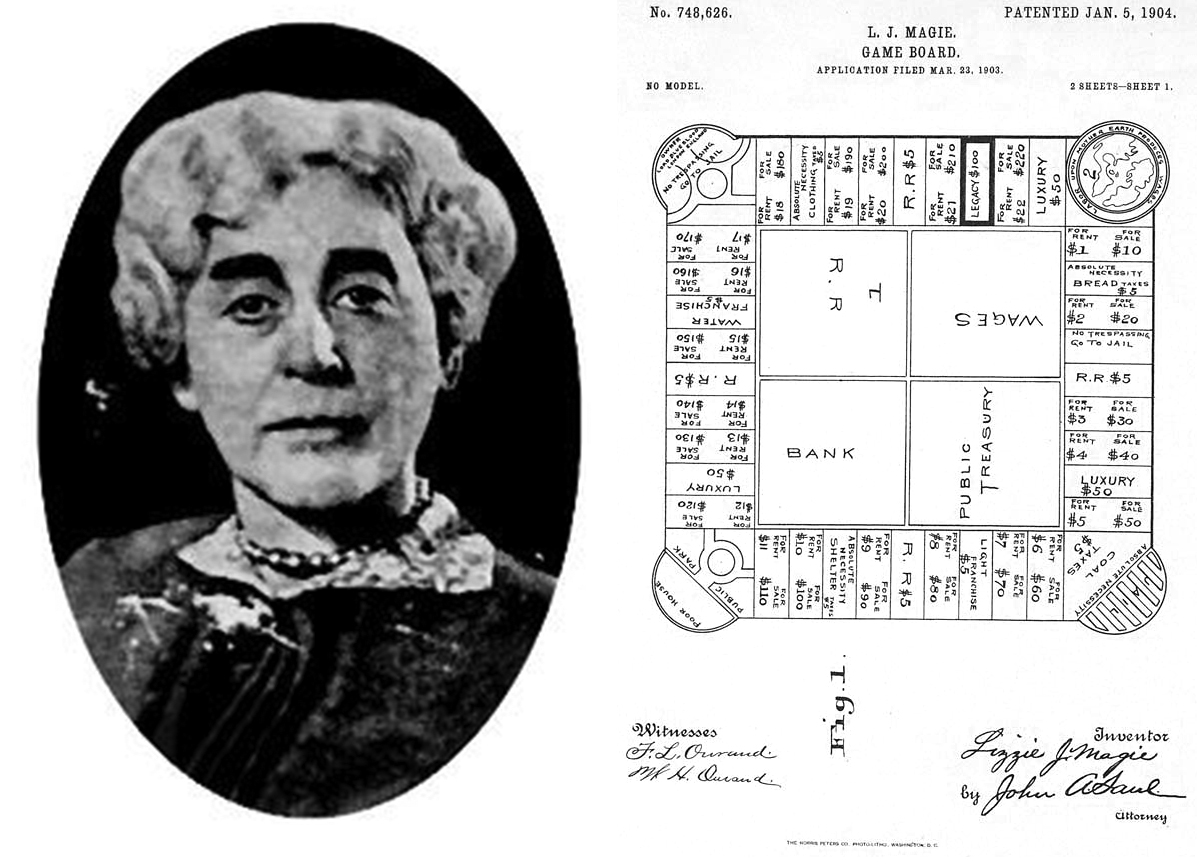 No. 748,626.
PATENTED JAN. 5, 1904.
L. J. MAGIE.
GAME BOARD.
APPLICATION FILED MAR. 23, 1903.
NO MODEL.
2 SHEETS—SHEET 1.
NO TRESPASSING
GO TO JAIL
FOR RENT $18 FOR SALE $180
ABSOLUTE NECESSITY CLOTHING TAXES $5
FOR RENT $19 FOR SALE $190
FOR RENT $20 FOR SALE $200
R.R $5
FOR RENT $21 FOR SALE $210
LEGACY $100
FOR RENT $22 FOR SALE $220
LUXURY $50
LABOR UPON MOTHER EARTH PRODUCES WAGES
FOR RENT $1 FOR SALE $10
ABSOLUTE NECESSITY
BREAD TAXES $5
FOR RENT $2 FOR SALE $20
NO TRESPASSING
GO TO JAIL
R.R $5
FOR RENT $3 FOR SALE $30
FOR RENT $4 FOR SALE $40
LUXURY
$50
FOR RENT $5 FOR SALE $50
ABSOLUTE NECESSITY
COAL
TAXES
$5
FOR RENT $6 FOR SALE $60
FOR RENT $7 FOR SALE $70
LIGHT
FRANCHISE
$5
FOR RENT $8 FOR SALE $80
R.R $5
FOR RENT $9 FOR SALE $90
ABSOLUTE
NECESSITY
SHELTER TAXES $5
FOR RENT $10 FOR SALE $100
FOR RENT $11 FOR SALE $110
POOR HOUSE
PUBLIC
PARK
FOR RENT $12 FOR SALE $120
LUXURY
$50
FOR RENT $13 FOR SALE $130
FOR RENT $14 FOR SALE $140
R.R $5
FOR RENT $15 FOR SALE $150
WATER
FRANCHISE
$5
FOR RENT $16 FOR SALE $160
FOR RENT $17 FOR SALE $170
R.R
WAGES
BANK
PUBLIC
TREASURY
Fig. 1.
Witnesses
Inventor
Lizzie J. Magie
by John A Saul
Attorney
THE NORRIS PETERS CO. PHOTO-LITHO., WASHINGTON, D. C.